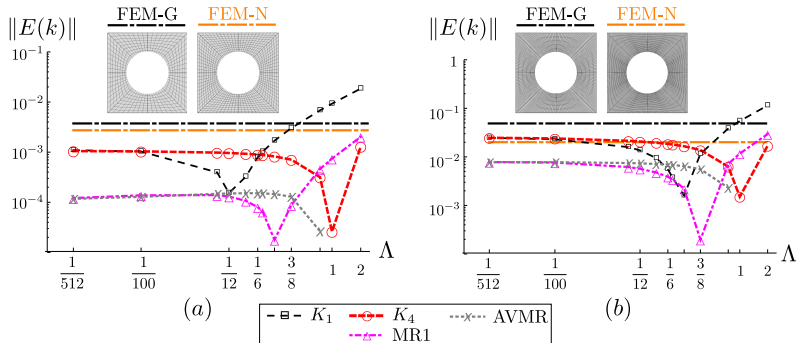 ‖E(k)‖ FEM-G FEM-N
10⁻¹
10⁻²
10⁻³
10⁻⁴
1/512 1/100 1/12 1/6 3/8 1 2 Λ
(a)
‖E(k)‖ FEM-G FEM-N
1
10⁻¹
10⁻²
10⁻³
1/512 1/100 1/12 1/6 3/8 1 2 Λ
(b)
K₁ K₄ AVMR
MR1